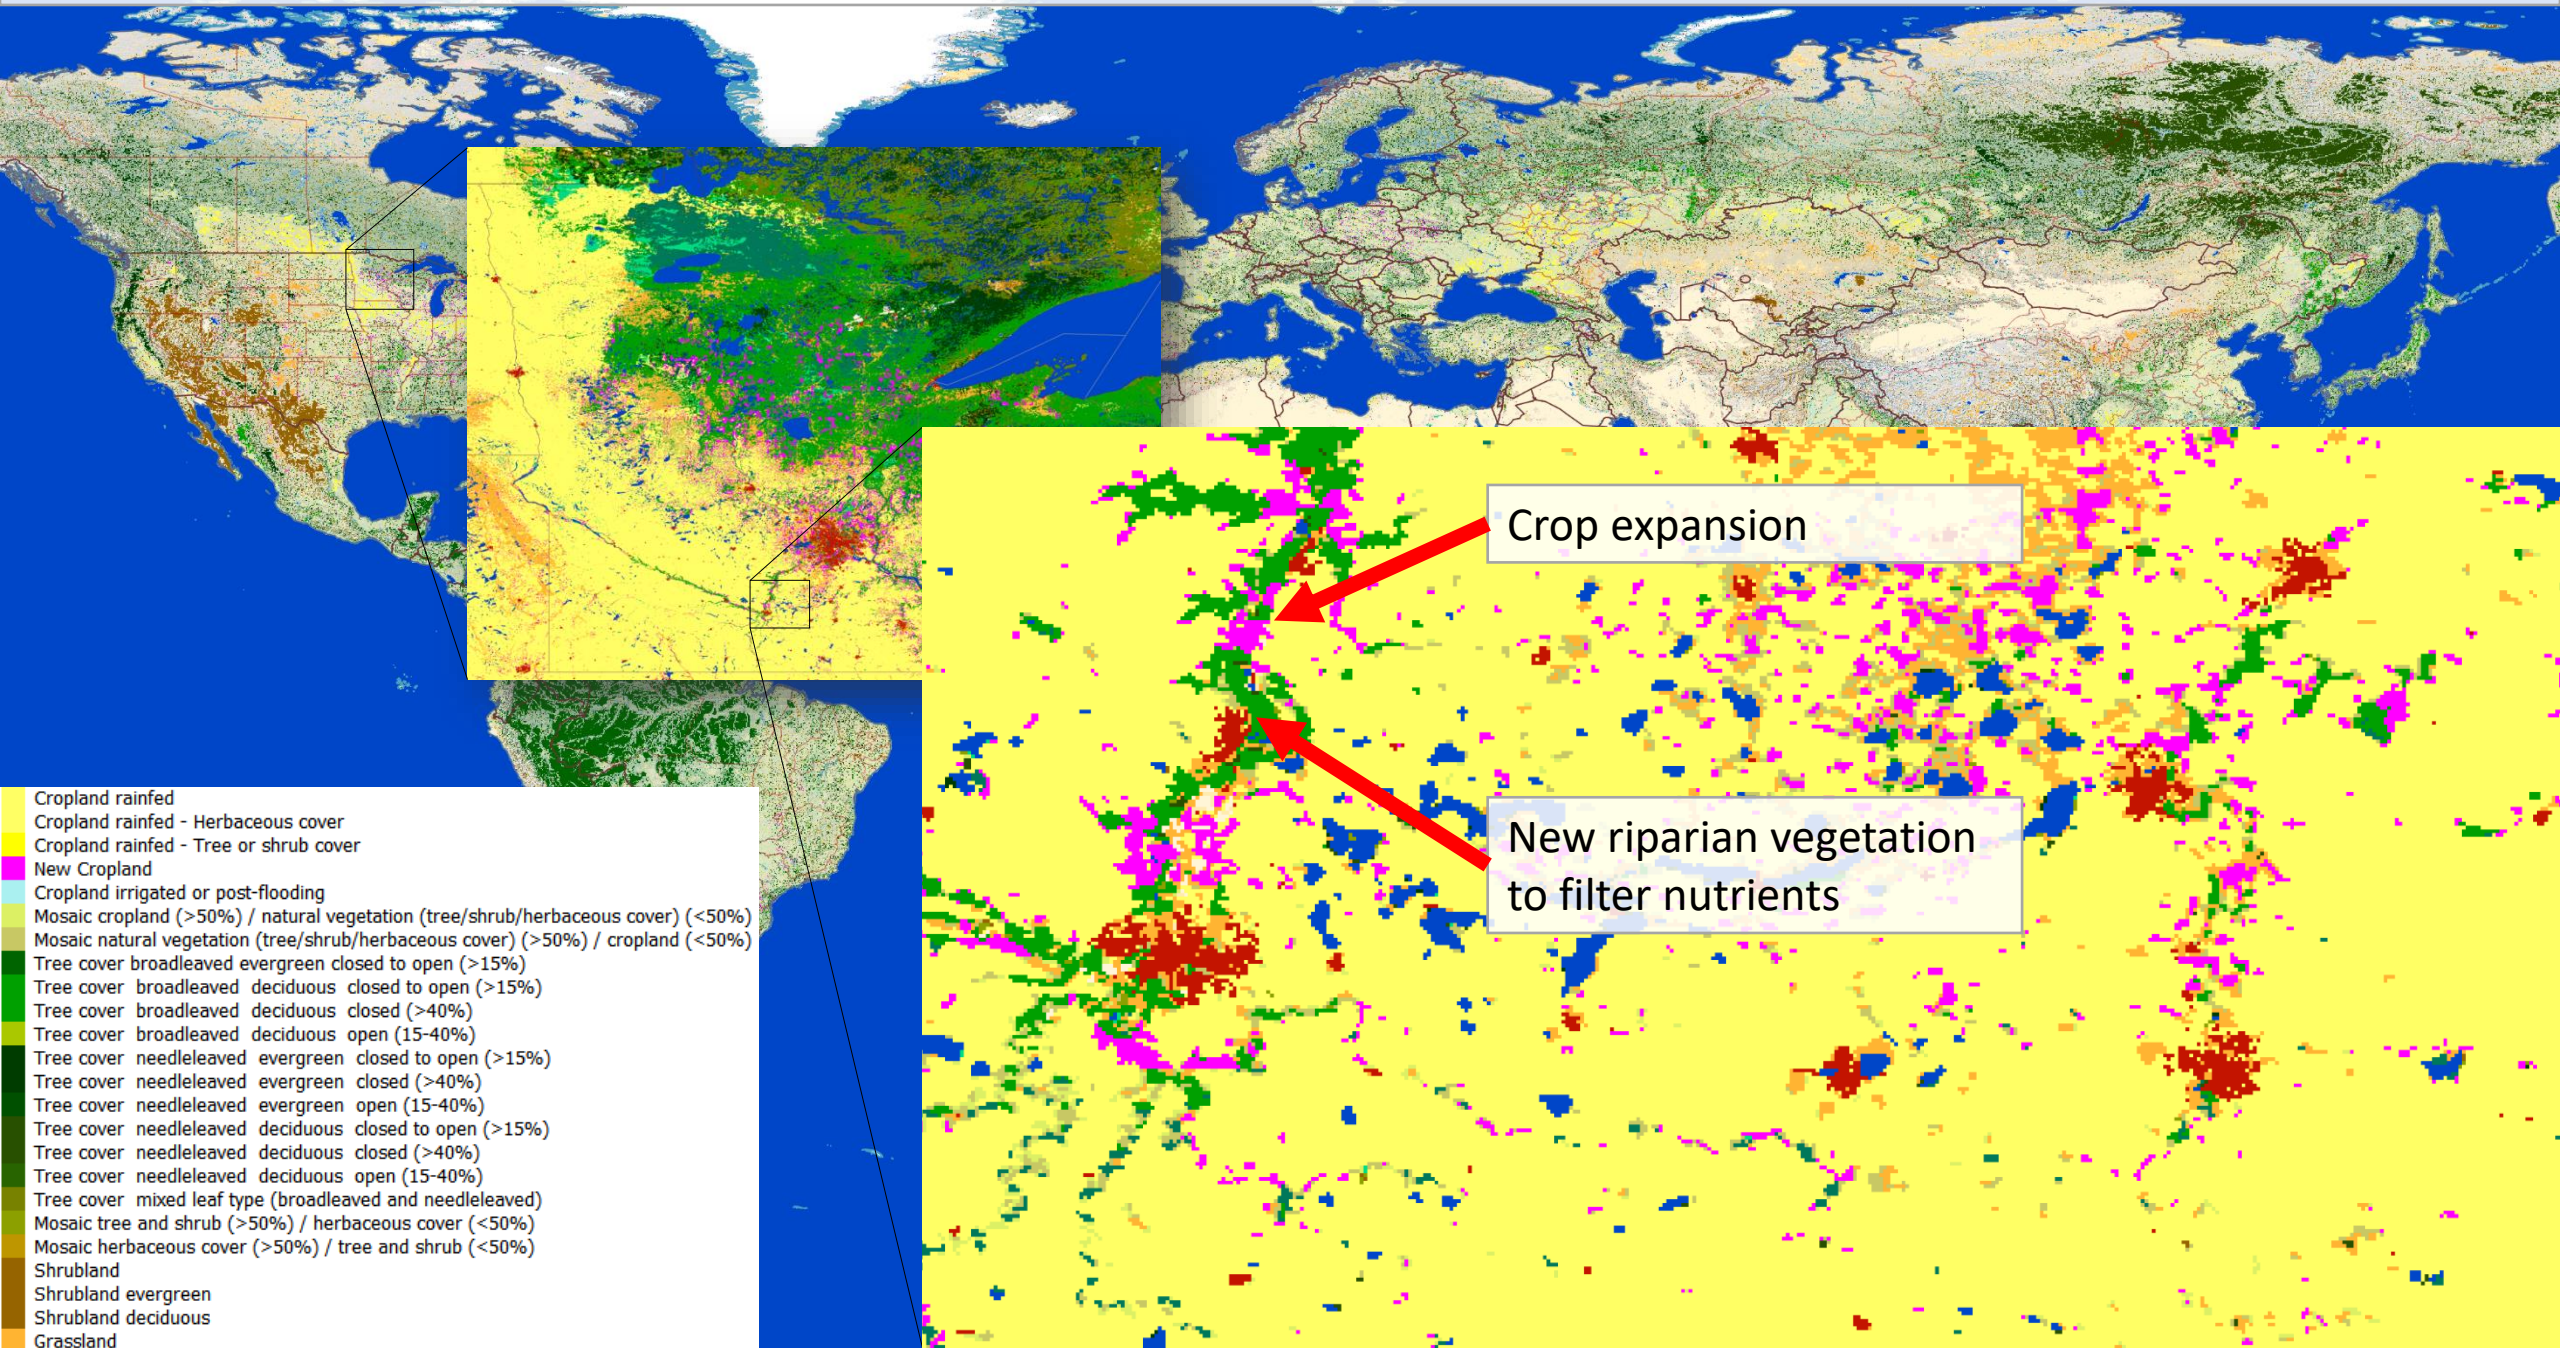 Crop expansion
New riparian vegetation
to filter nutrients
Cropland rainfed
Cropland rainfed - Herbaceous cover
Cropland rainfed - Tree or shrub cover
New Cropland
Cropland irrigated or post-flooding
Mosaic cropland (>50%) / natural vegetation (tree/shrub/herbaceous cover) (<50%)
Mosaic natural vegetation (tree/shrub/herbaceous cover) (>50%) / cropland (<50%)
Tree cover broadleaved evergreen closed to open (>15%)
Tree cover broadleaved deciduous closed to open (>15%)
Tree cover broadleaved deciduous closed (>40%)
Tree cover broadleaved deciduous open (15-40%)
Tree cover needleleaved evergreen closed to open (>15%)
Tree cover needleleaved evergreen closed (>40%)
Tree cover needleleaved evergreen open (15-40%)
Tree cover needleleaved deciduous closed to open (>15%)
Tree cover needleleaved deciduous closed (>40%)
Tree cover needleleaved deciduous open (15-40%)
Tree cover mixed leaf type (broadleaved and needleleaved)
Mosaic tree and shrub (>50%) / herbaceous cover (<50%)
Mosaic herbaceous cover (>50%) / tree and shrub (<50%)
Shrubland
Shrubland evergreen
Shrubland deciduous
Grassland